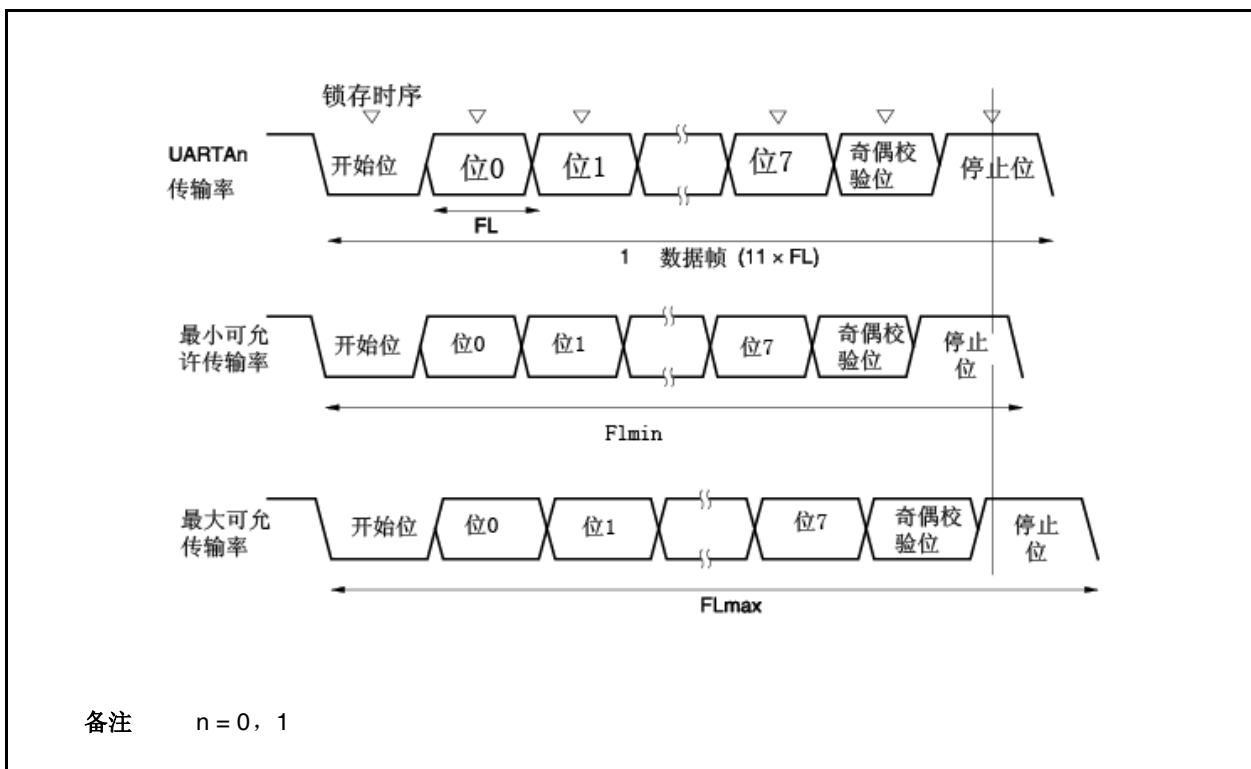 锁存时序
UARTAn
传输率
开始位
位0
位1
位7
奇偶校
验位
停止位
FL
1 数据帧 (11 × FL)
最小可允
许传输率
开始位
位0
位1
位7
奇偶校
验位
停止
位
Flmin
最大可允
传输率
开始位
位0
位1
位7
奇偶校
验位
停止
位
FLmax
备注 n = 0，1